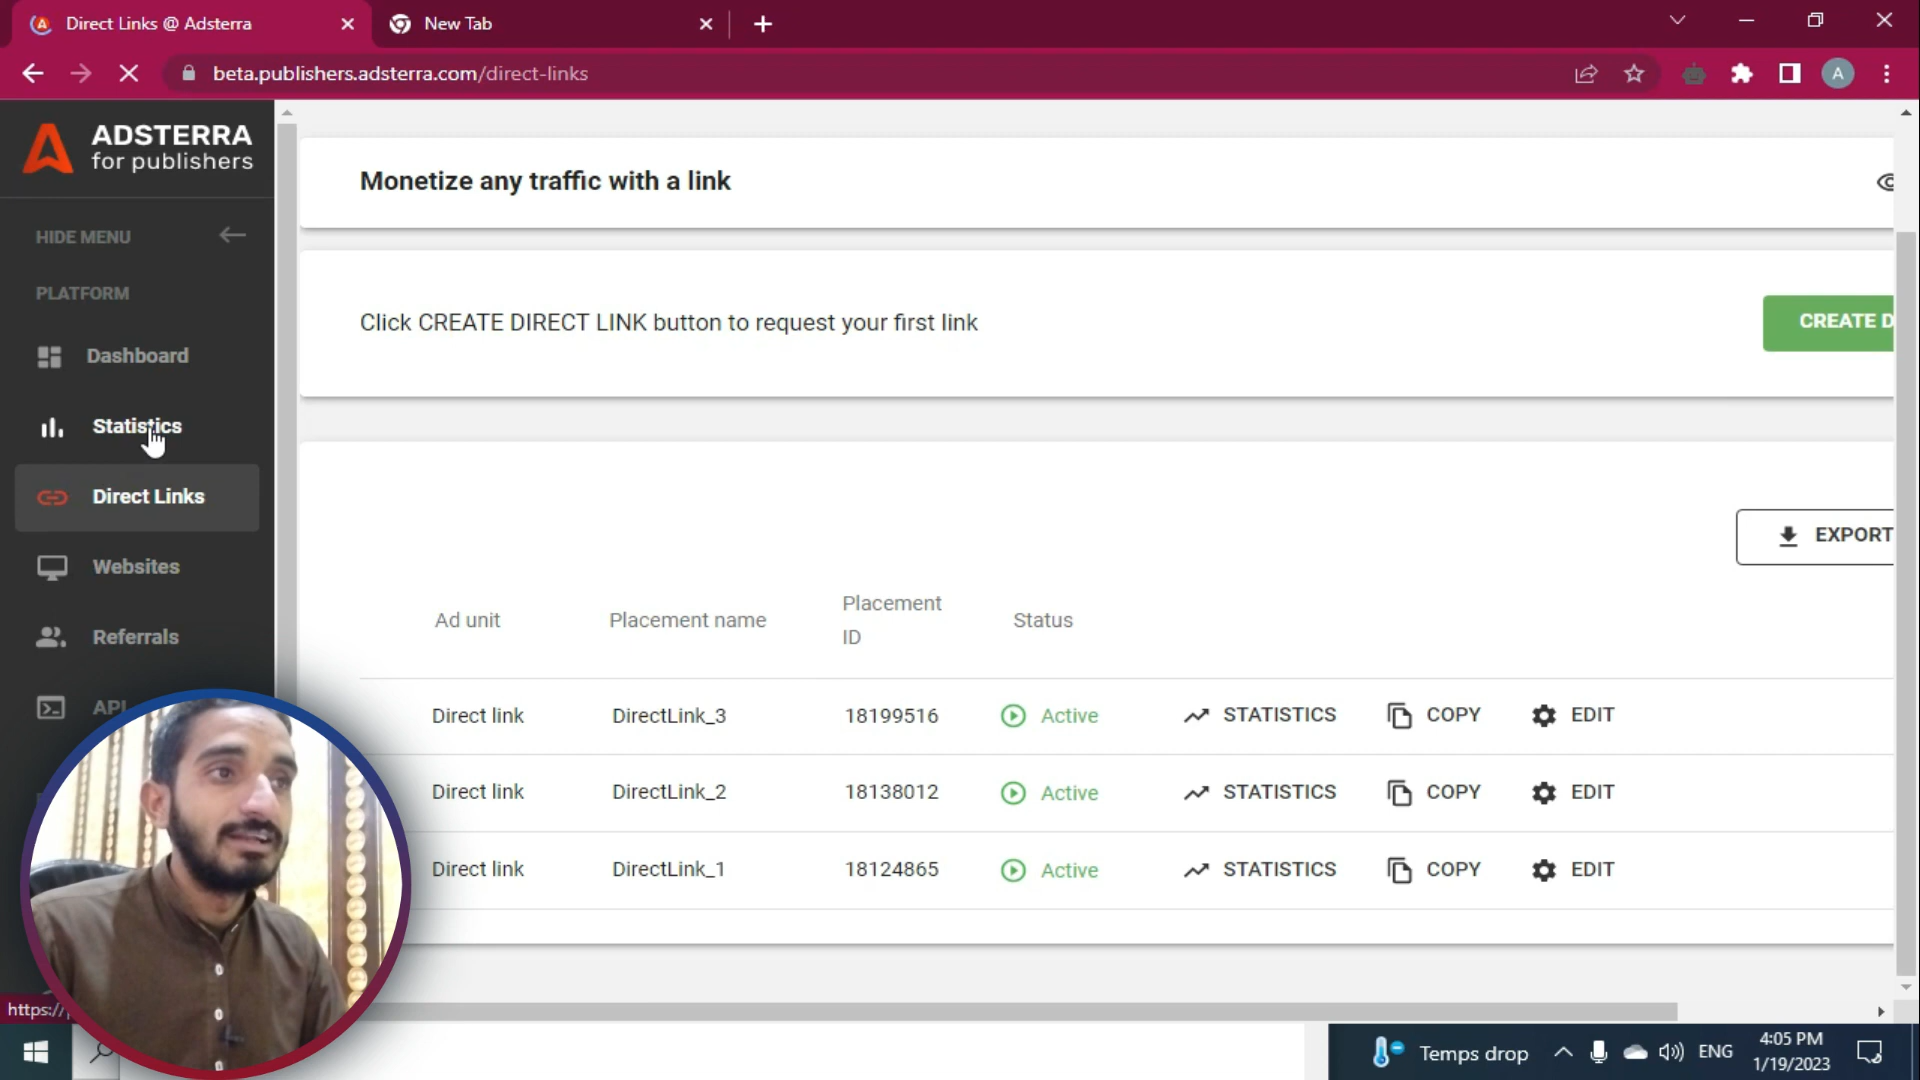 Direct Links @ Adsterra
New Tab
beta.publishers.adsterra.com/direct-links
A
ADSTERRA
for publishers
HIDE MENU
PLATFORM
Dashboard
Statistics
Direct Links
Websites
Referrals
API
Monetize any traffic with a link
Click CREATE DIRECT LINK button to request your first link
CREATE D
EXPORT
Ad unit Placement name Placement ID Status
Direct link DirectLink_3 18199516 Active STATISTICS COPY EDIT
Direct link DirectLink_2 18138012 Active STATISTICS COPY EDIT
Direct link DirectLink_1 18124865 Active STATISTICS COPY EDIT
https://
Temps drop
ENG
4:05 PM
1/19/2023